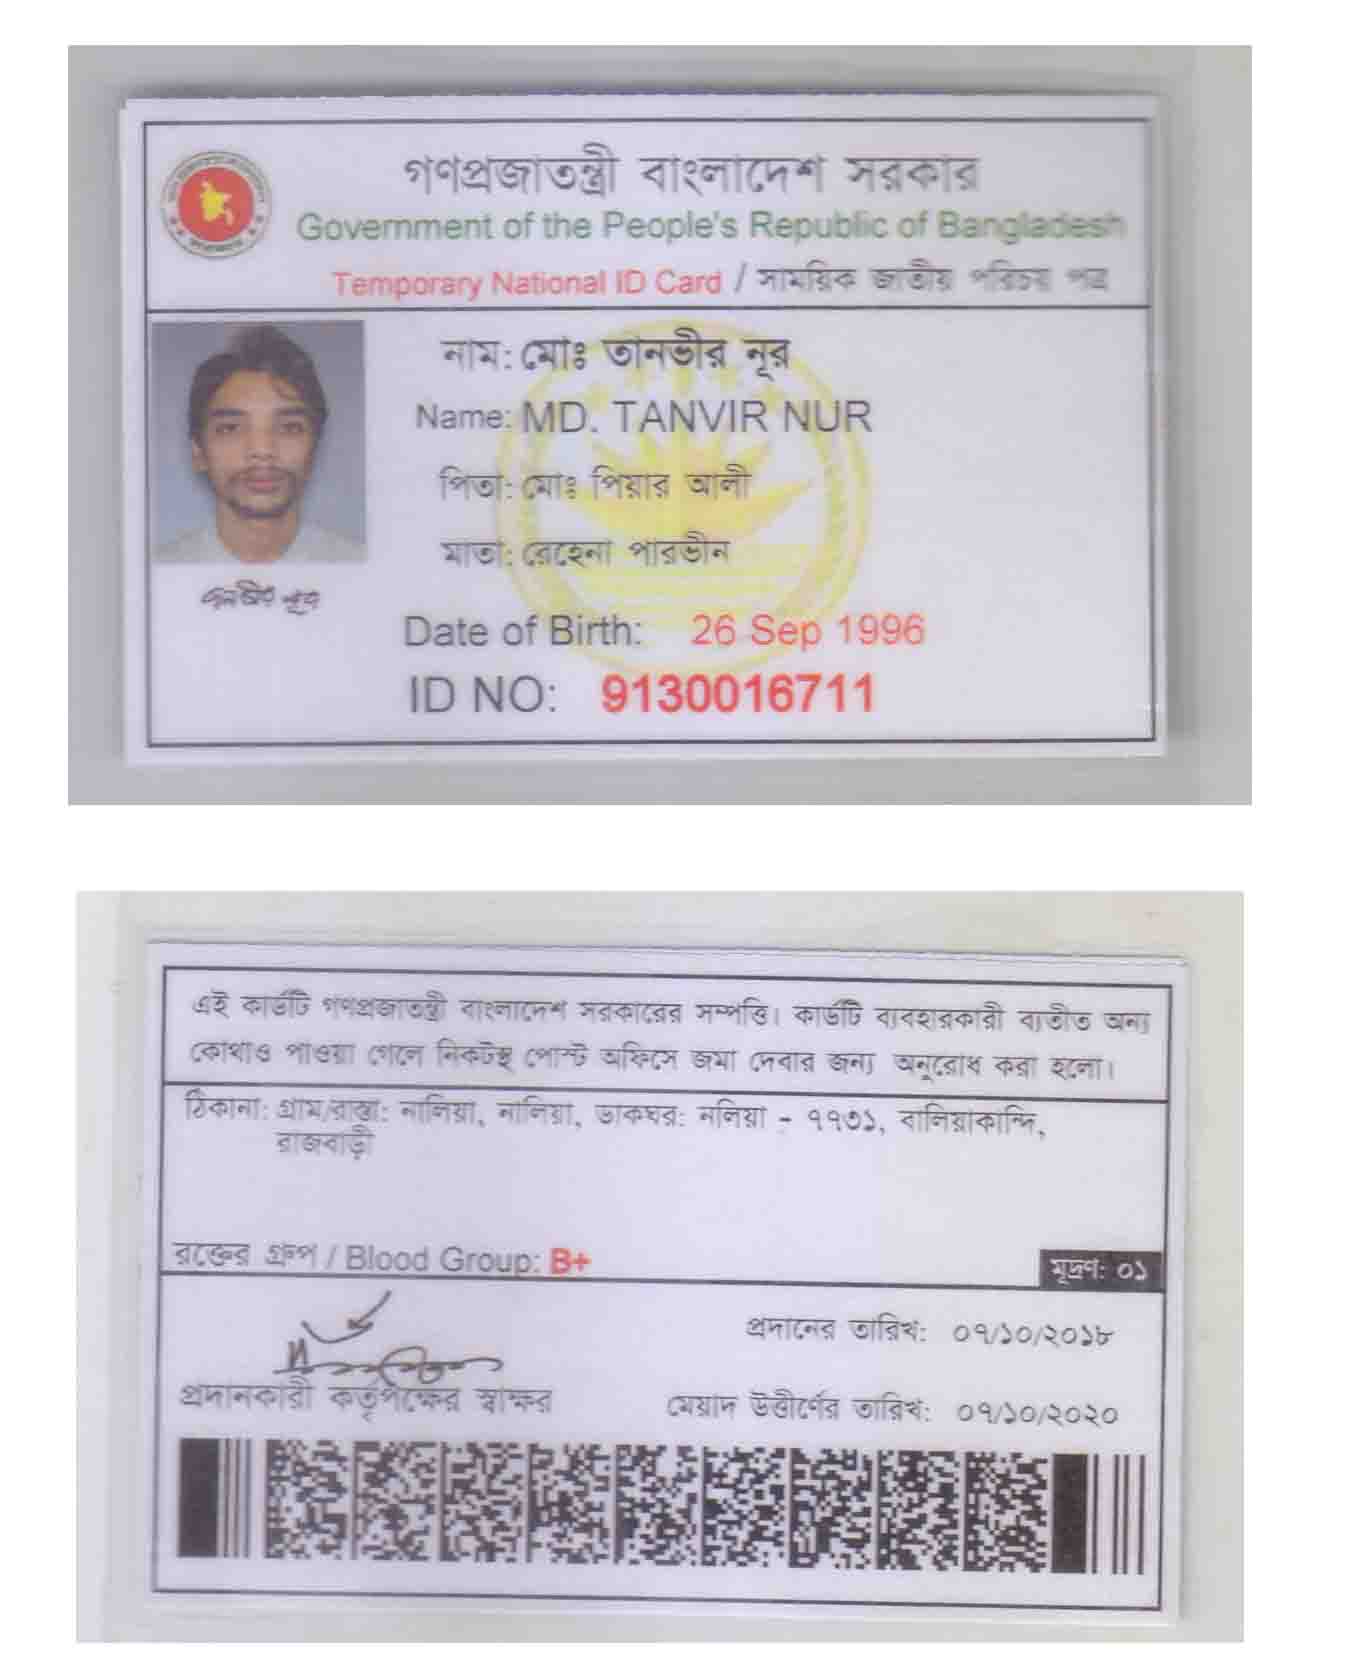 গণপ্রজাতন্ত্রী বাংলাদেশ সরকার
Government of the People's Republic of Bangladesh
Temporary National ID Card / সাময়িক জাতীয় পরিচয় পত্র
নাম: মোঃ তানভীর নূর
Name: MD. TANVIR NUR
পিতা: মোঃ পিয়ার আলী
মাতা: রেহেনা পারভীন
তানভীর নূর
Date of Birth: 26 Sep 1996
ID NO: 9130016711
এই কার্ডটি গণপ্রজাতন্ত্রী বাংলাদেশ সরকারের সম্পত্তি। কার্ডটি ব্যবহারকারী ব্যতীত অন্য
কোথাও পাওয়া গেলে নিকটস্থ পোস্ট অফিসে জমা দেবার জন্য অনুরোধ করা হলো।
ঠিকানা: গ্রাম/রাস্তা: নালিয়া, নালিয়া, ডাকঘর: নলিয়া - ৭৭৩১, বালিয়াকান্দি,
রাজবাড়ী
রক্তের গ্রুপ / Blood Group: B+
মূদ্রণ: ০১
প্রদানের তারিখ: ০৭/১০/২০১৮
প্রদানকারী কর্তৃপক্ষের স্বাক্ষর
মেয়াদ উত্তীর্ণের তারিখ: ০৭/১০/২০২০